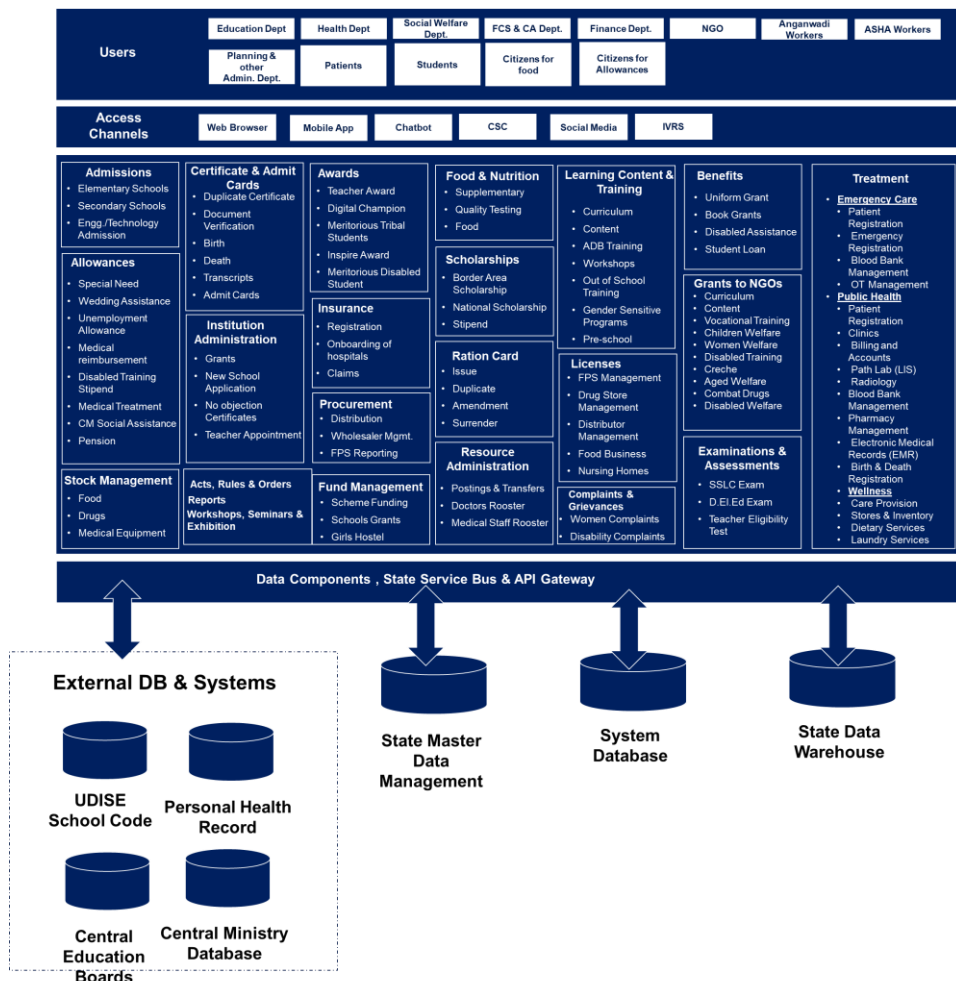 Users
Education Dept
Health Dept
Social Welfare
Dept.
FCS & CA Dept.
Finance Dept.
NGO
Anganwadi
Workers
ASHA Workers
Planning &
other
Admin. Dept.
Patients
Students
Citizens for
food
Citizens for
Allowances
Access
Channels
Web Browser
Mobile App
Chatbot
CSC
Social Media
IVRS
Admissions
• Elementary Schools
• Secondary Schools
• Engg./Technology
Admission
Allowances
• Special Need
• Wedding Assistance
• Unemployment
Allowance
• Medical
reimbursement
• Disabled Training
Stipend
• Medical Treatment
• CM Social Assistance
• Pension
Stock Management
• Food
• Drugs
• Medical Equipment
Certificate & Admit
Cards
• Duplicate Certificate
• Document
Verification
• Birth
• Death
• Transcripts
• Admit Cards
Institution
Administration
• Grants
• New School
Application
• No objection
Certificates
• Teacher Appointment
Acts, Rules & Orders
Reports
Workshops, Seminars &
Exhibition
Awards
• Teacher Award
• Digital Champion
• Meritorious Tribal
Students
• Inspire Award
• Meritorious Disabled
Student
Insurance
• Registration
• Onboarding of
hospitals
• Claims
Procurement
• Distribution
• Wholesaler Mgmt.
• FPS Reporting
Fund Management
• Scheme Funding
• Schools Grants
• Girls Hostel
Food & Nutrition
• Supplementary
• Quality Testing
• Food
Scholarships
• Border Area
Scholarship
• National Scholarship
• Stipend
Ration Card
• Issue
• Duplicate
• Amendment
• Surrender
Resource
Administration
• Postings & Transfers
• Doctors Rooster
• Medical Staff Rooster
Learning Content &
Training
• Curriculum
• Content
• ADB Training
• Workshops
• Out of School
Training
• Gender Sensitive
Programs
• Pre-school
Licenses
• FPS Management
• Drug Store
Management
• Distributor
Management
• Food Business
• Nursing Homes
Complaints &
Grievances
• Women Complaints
• Disability Complaints
Benefits
• Uniform Grant
• Book Grants
• Disabled Assistance
• Student Loan
Grants to NGOs
• Curriculum
• Content
• Vocational Training
• Children Welfare
• Women Welfare
• Disabled Training
• Creche
• Aged Welfare
• Combat Drugs
• Disabled Welfare
Examinations &
Assessments
• SSLC Exam
• D.El.Ed Exam
• Teacher Eligibility
Test
Treatment
• Emergency Care
• Patient
Registration
• Emergency
Registration
• Blood Bank
Management
• OT Management
• Public Health
• Patient
Registration
• Clinics
• Billing and
Accounts
• Path Lab (LIS)
• Radiology
• Blood Bank
Management
• Pharmacy
Management
• Electronic Medical
Records (EMR)
• Birth & Death
Registration
• Wellness
• Care Provision
• Stores & Inventory
• Dietary Services
• Laundry Services
Data Components , State Service Bus & API Gateway
External DB & Systems
UDISE
School Code
Personal Health
Record
Central
Education
Boards
Central Ministry
Database
State Master
Data
Management
System
Database
State Data
Warehouse